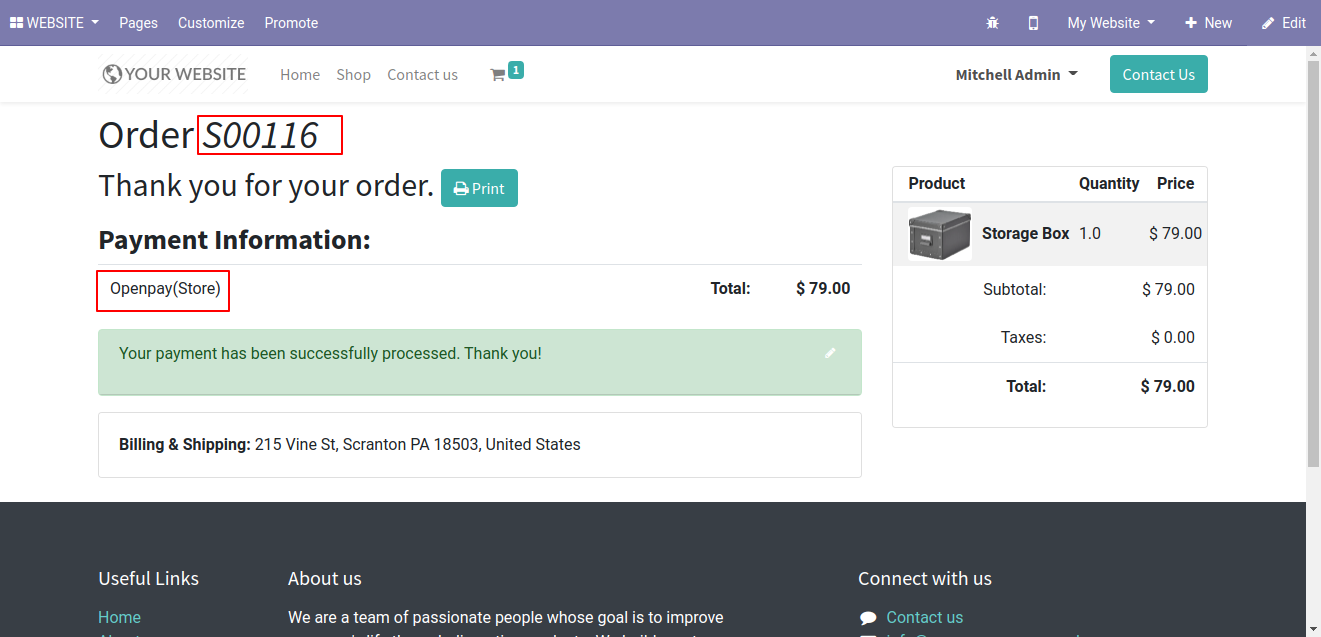 WEBSITE Pages Customize Promote My Website New Edit
YOUR WEBSITE Home Shop Contact us 1 Mitchell Admin Contact Us
Order S00116
Thank you for your order. Print
Payment Information:
Openpay(Store) Total: $ 79.00
Your payment has been successfully processed. Thank you!
Billing & Shipping: 215 Vine St, Scranton PA 18503, United States
Product Quantity Price
Storage Box 1.0 $ 79.00
Subtotal: $ 79.00
Taxes: $ 0.00
Total: $ 79.00
Useful Links
Home
About us
We are a team of passionate people whose goal is to improve
Connect with us
Contact us